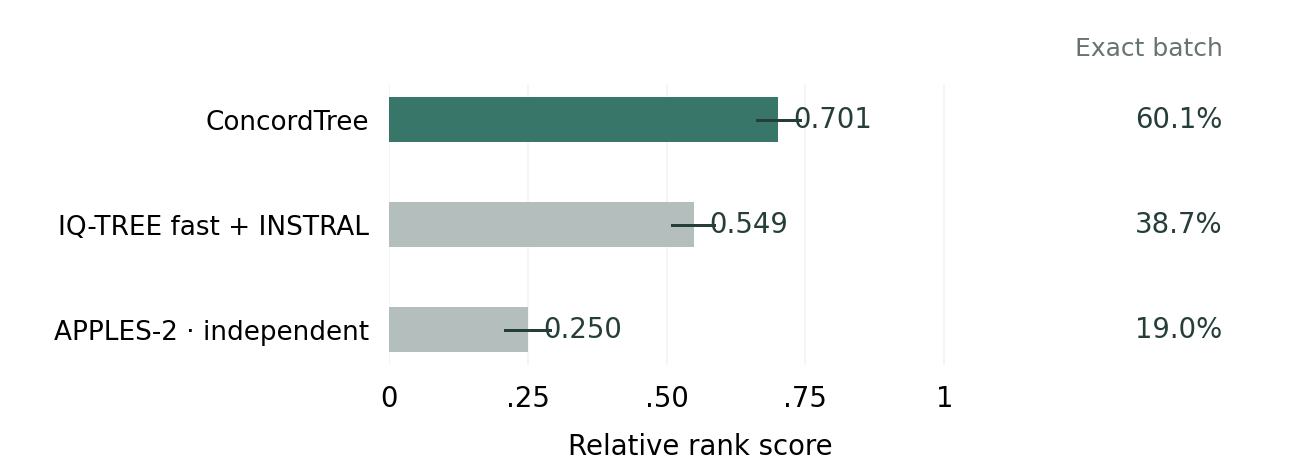 Exact batch
ConcordTree 0.701 60.1%
IQ-TREE fast + INSTRAL 0.549 38.7%
APPLES-2 · independent 0.250 19.0%
0 .25 .50 .75 1
Relative rank score